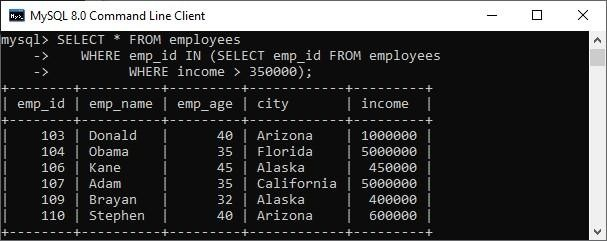 MySQL 8.0 Command Line Client
mysql> SELECT * FROM employees
    ->     WHERE emp_id IN (SELECT emp_id FROM employees
    ->         WHERE income > 350000);
+--------+----------+---------+------------+---------+
| emp_id | emp_name | emp_age | city       | income  |
+--------+----------+---------+------------+---------+
|    103 | Donald   |      40 | Arizona    | 1000000 |
|    104 | Obama    |      35 | Florida    | 5000000 |
|    106 | Kane     |      45 | Alaska     |  450000 |
|    107 | Adam     |      35 | California | 5000000 |
|    109 | Brayan   |      32 | Alaska     |  400000 |
|    110 | Stephen  |      40 | Arizona    |  600000 |
+--------+----------+---------+------------+---------+